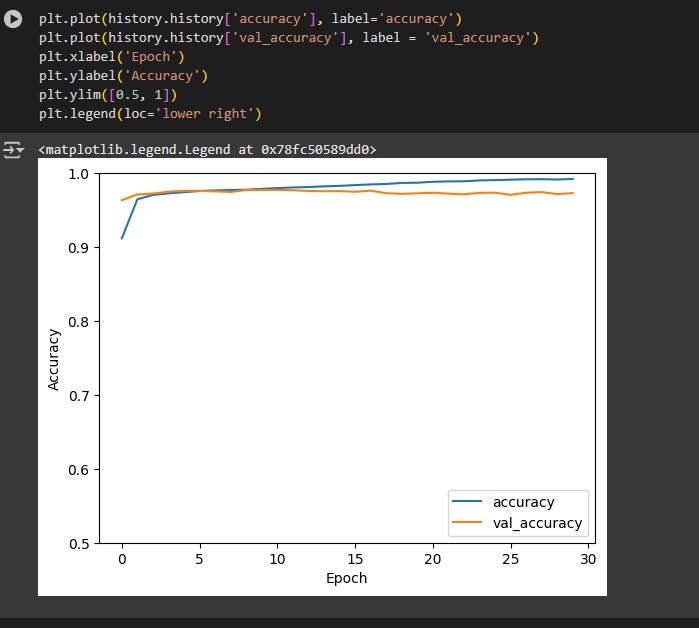 plt.plot(history.history['accuracy'], label='accuracy')
plt.plot(history.history['val_accuracy'], label = 'val_accuracy')
plt.xlabel('Epoch')
plt.ylabel('Accuracy')
plt.ylim([0.5, 1])
plt.legend(loc='lower right')
<matplotlib.legend.Legend at 0x78fc50589dd0>
1.0
0.9
0.8
0.7
0.6
0.5
Accuracy
accuracy
val_accuracy
0 5 10 15 20 25 30
Epoch